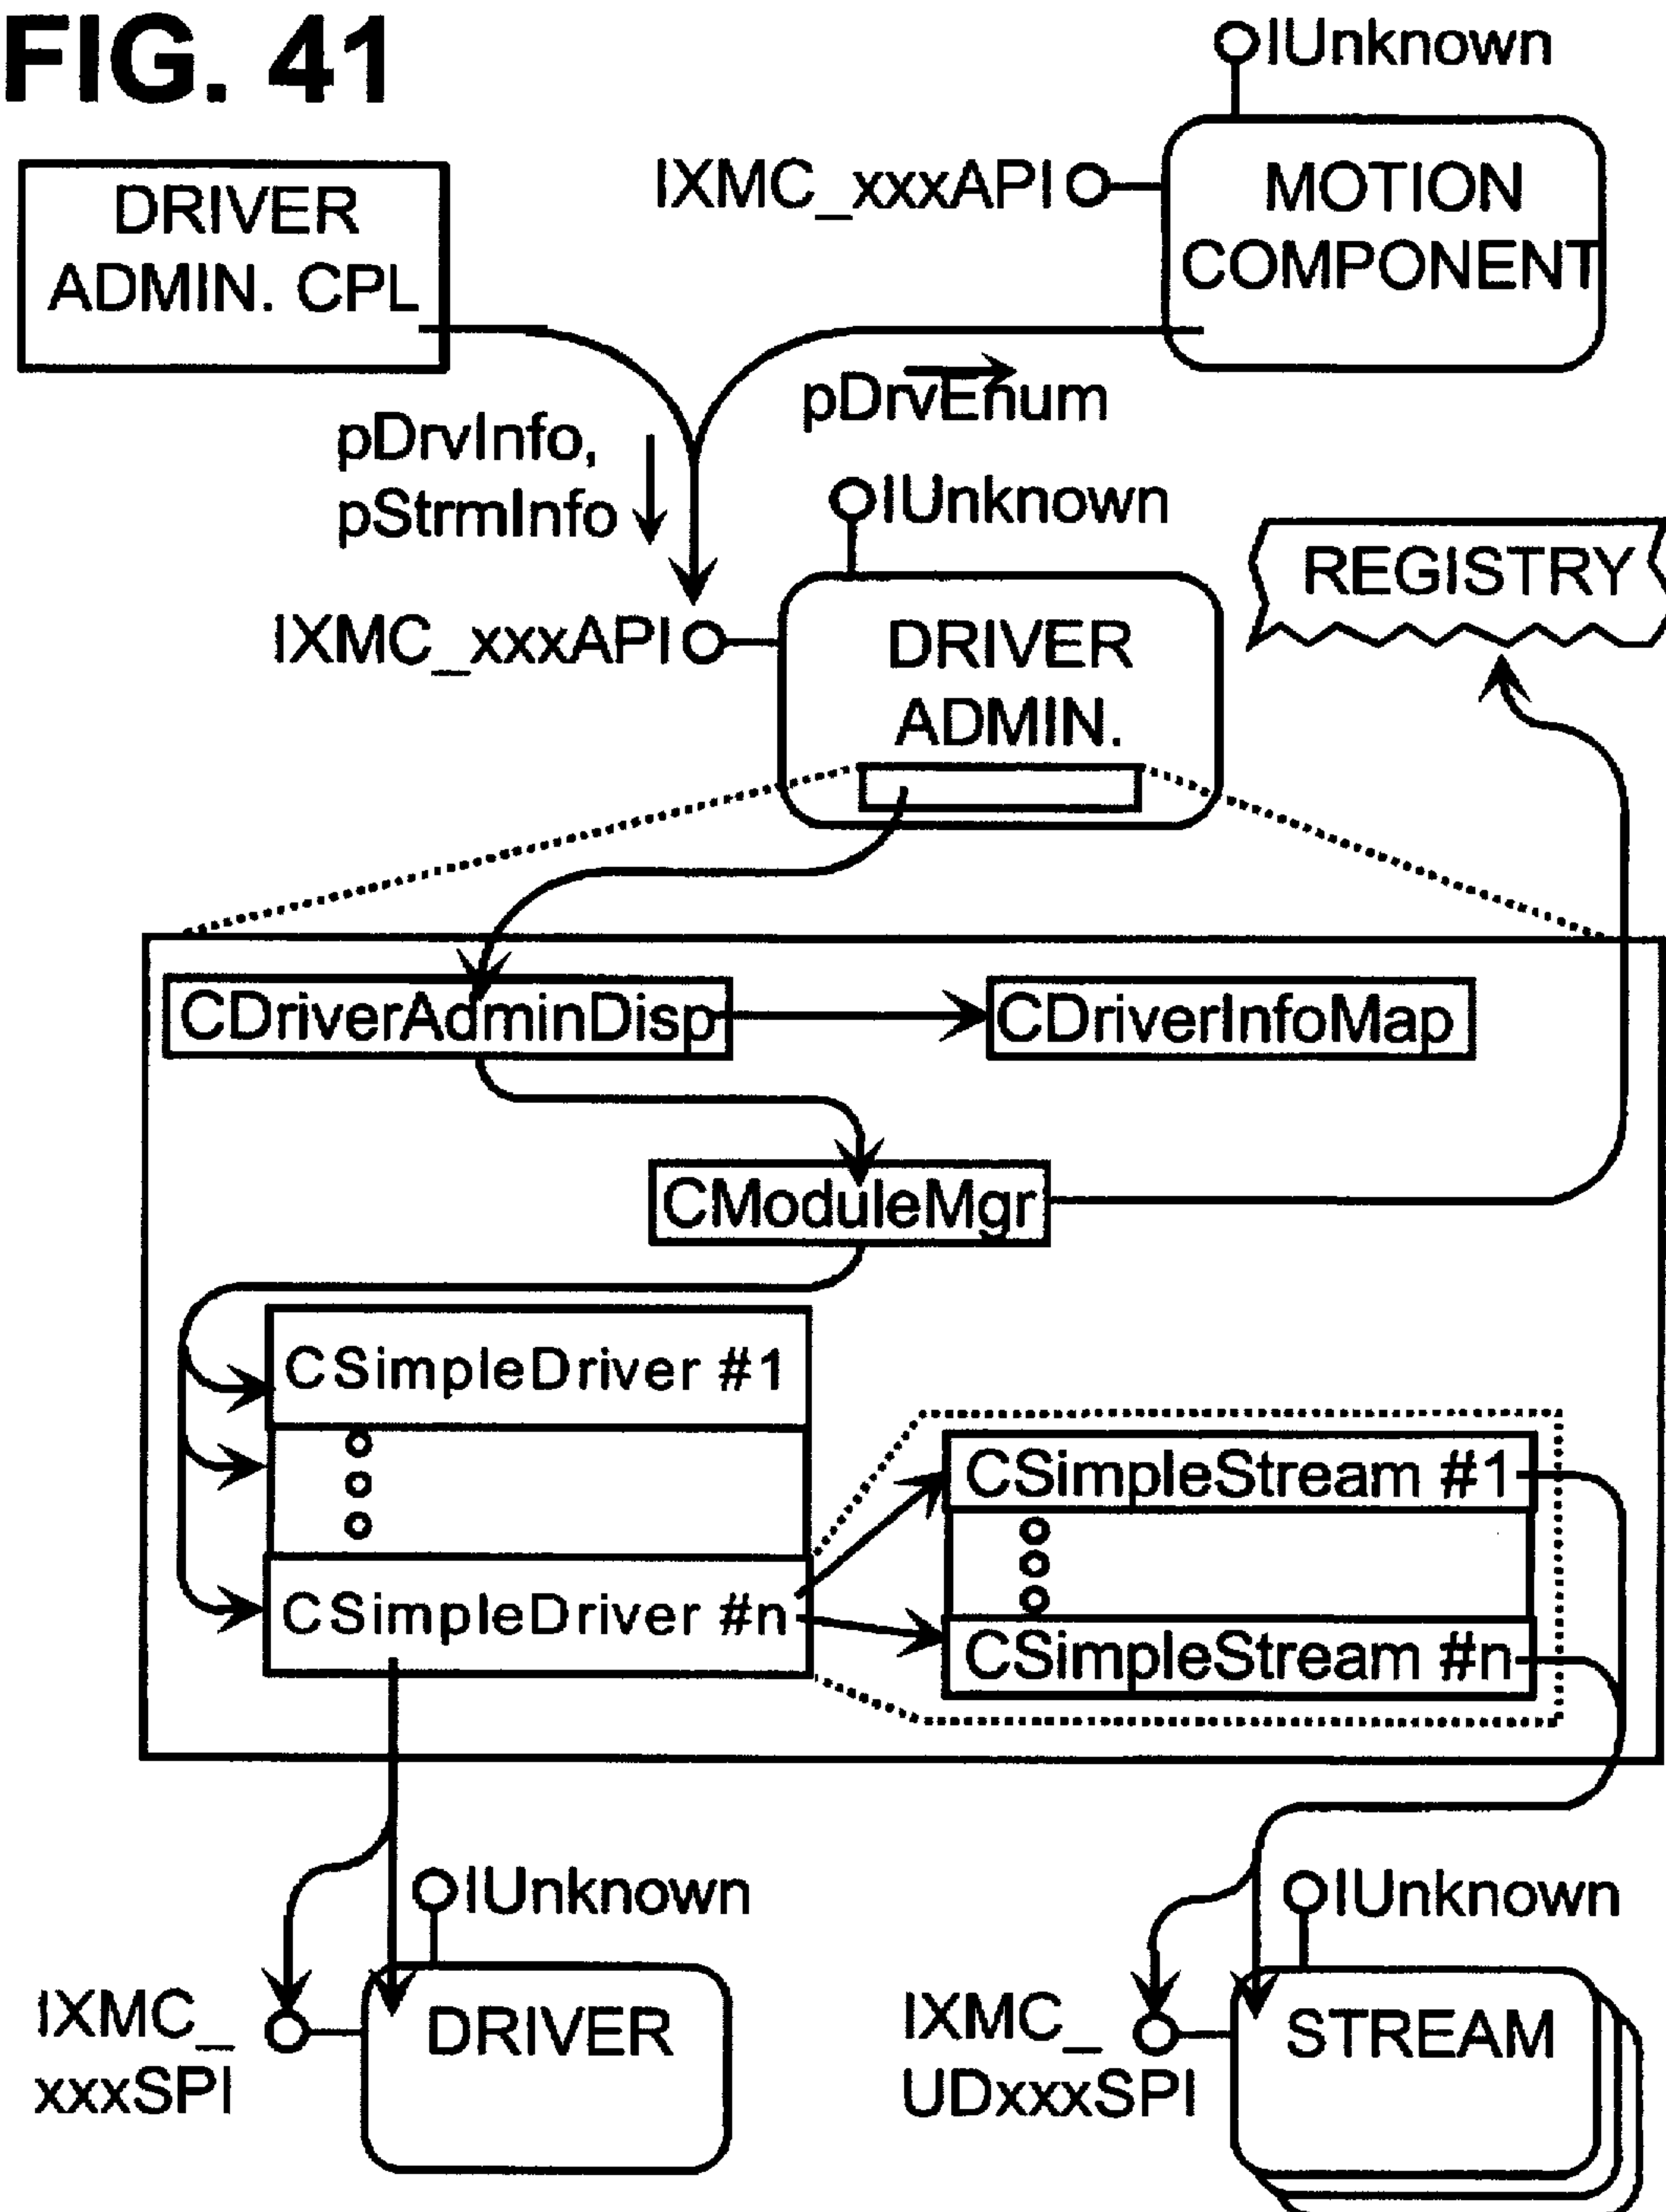 FIG. 41
IUnknown
DRIVER
ADMIN. CPL
IXMC_xxxAPI
MOTION
COMPONENT
pDrvEnum
pDrvInfo,
pStrmInfo
IUnknown
REGISTRY
IXMC_xxxAPI
DRIVER
ADMIN.
CDriverAdminDisp
CDriverInfoMap
CModuleMgr
CSimpleDriver #1
CSimpleStream #1
CSimpleDriver #n
CSimpleStream #n
IUnknown
IUnknown
IXMC_
xxxSPI
DRIVER
IXMC_
UDxxxSPI
STREAM